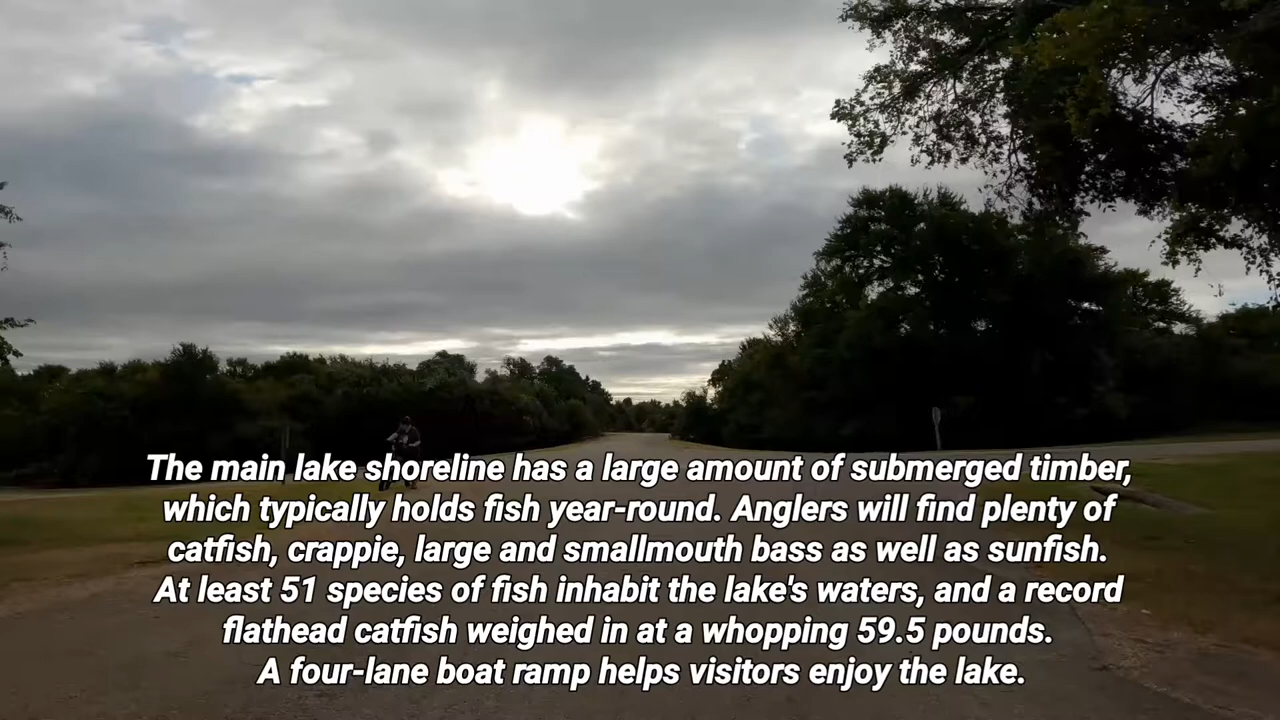 The main lake shoreline has a large amount of submerged timber,
which typically holds fish year-round. Anglers will find plenty of
catfish, crappie, large and smallmouth bass as well as sunfish.
At least 51 species of fish inhabit the lake's waters, and a record
flathead catfish weighed in at a whopping 59.5 pounds.
A four-lane boat ramp helps visitors enjoy the lake.